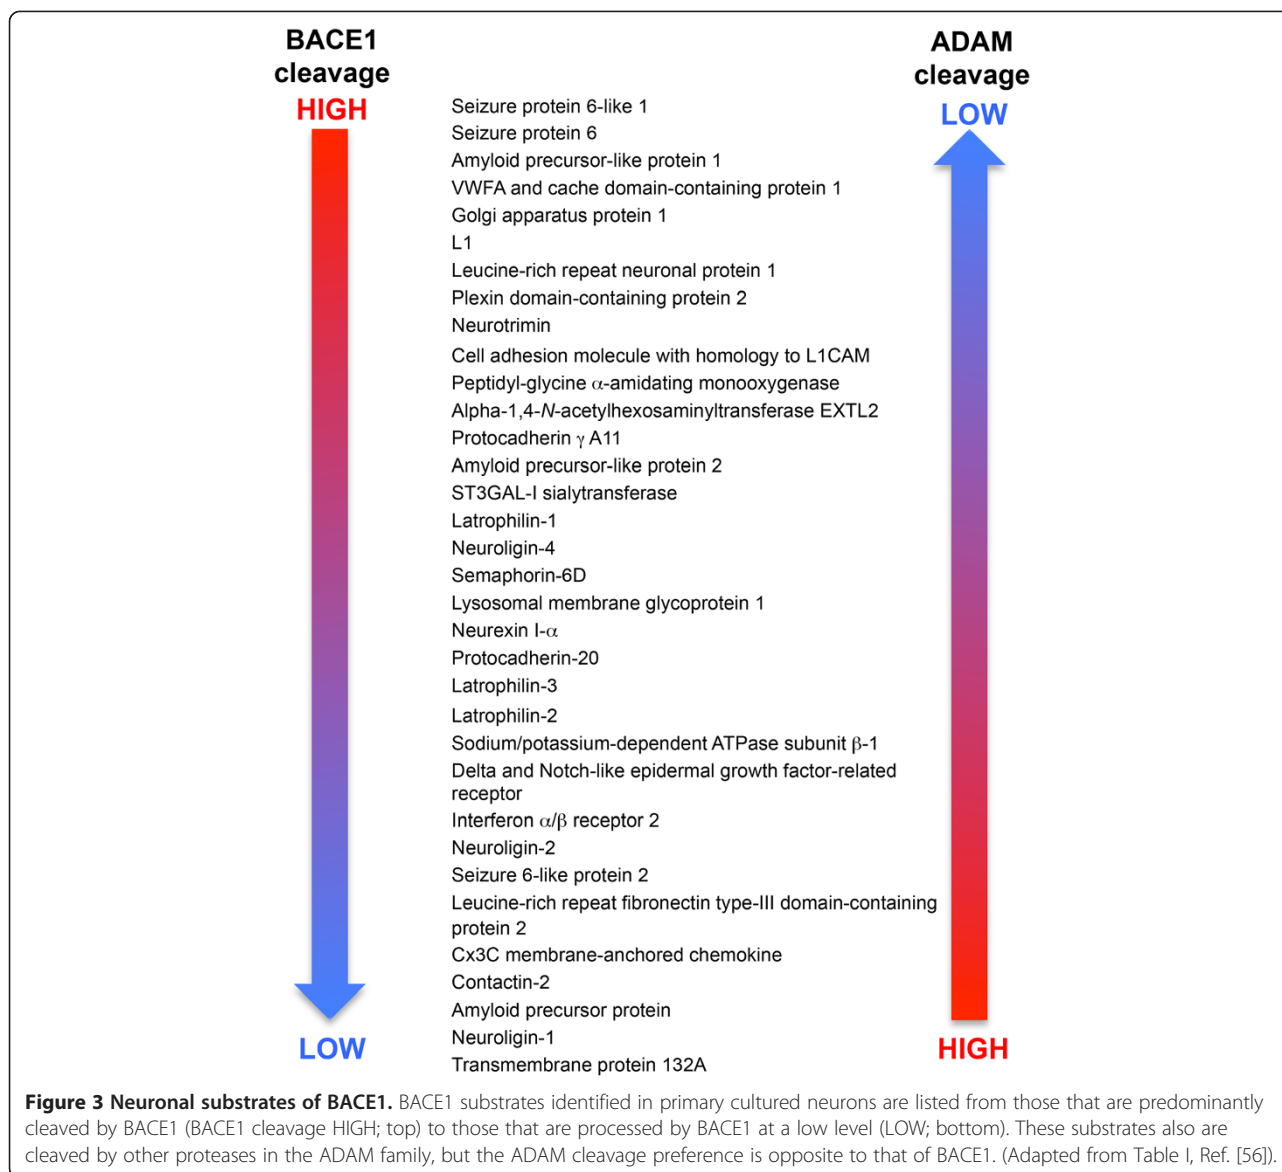 BACE1
cleavage
HIGH
ADAM
cleavage
LOW
Seizure protein 6-like 1
Seizure protein 6
Amyloid precursor-like protein 1
VWFA and cache domain-containing protein 1
Golgi apparatus protein 1
L1
Leucine-rich repeat neuronal protein 1
Plexin domain-containing protein 2
Neurotrimin
Cell adhesion molecule with homology to L1CAM
Peptidyl-glycine α-amidating monooxygenase
Alpha-1,4-N-acetylhexosaminyltransferase EXTL2
Protocadherin γ A11
Amyloid precursor-like protein 2
ST3GAL-I sialytransferase
Latrophilin-1
Neuroligin-4
Semaphorin-6D
Lysosomal membrane glycoprotein 1
Neurexin I-α
Protocadherin-20
Latrophilin-3
Latrophilin-2
Sodium/potassium-dependent ATPase subunit β-1
Delta and Notch-like epidermal growth factor-related
receptor
Interferon α/β receptor 2
Neuroligin-2
Seizure 6-like protein 2
Leucine-rich repeat fibronectin type-III domain-containing
protein 2
Cx3C membrane-anchored chemokine
Contactin-2
Amyloid precursor protein
Neuroligin-1
Transmembrane protein 132A
LOW
HIGH
Figure 3 Neuronal substrates of BACE1. BACE1 substrates identified in primary cultured neurons are listed from those that are predominantly
cleaved by BACE1 (BACE1 cleavage HIGH; top) to those that are processed by BACE1 at a low level (LOW; bottom). These substrates also are
cleaved by other proteases in the ADAM family, but the ADAM cleavage preference is opposite to that of BACE1. (Adapted from Table I, Ref. [56]).